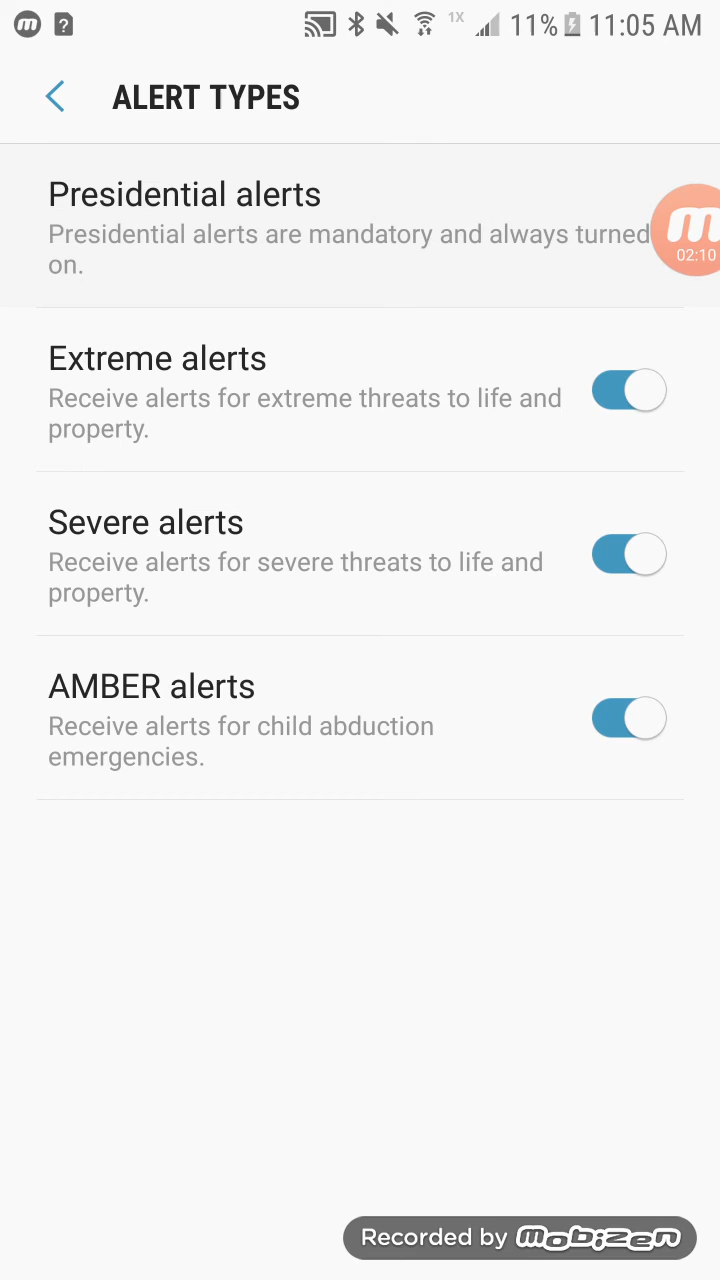 m ? 1X 11% 11:05 AM
ALERT TYPES
Presidential alerts
Presidential alerts are mandatory and always turned
on.
m
02:10
Extreme alerts
Receive alerts for extreme threats to life and
property.
Severe alerts
Receive alerts for severe threats to life and
property.
AMBER alerts
Receive alerts for child abduction
emergencies.
Recorded by mobizen